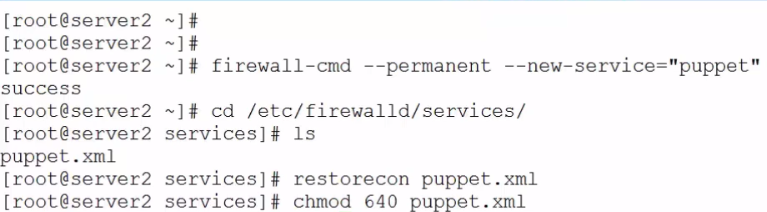 [root@server2 ~]#
[root@server2 ~]#
[root@server2 ~]# firewall-cmd --permanent --new-service="puppet"
success
[root@server2 ~]# cd /etc/firewalld/services/
[root@server2 services]# ls
puppet.xml
[root@server2 services]# restorecon puppet.xml
[root@server2 services]# chmod 640 puppet.xml